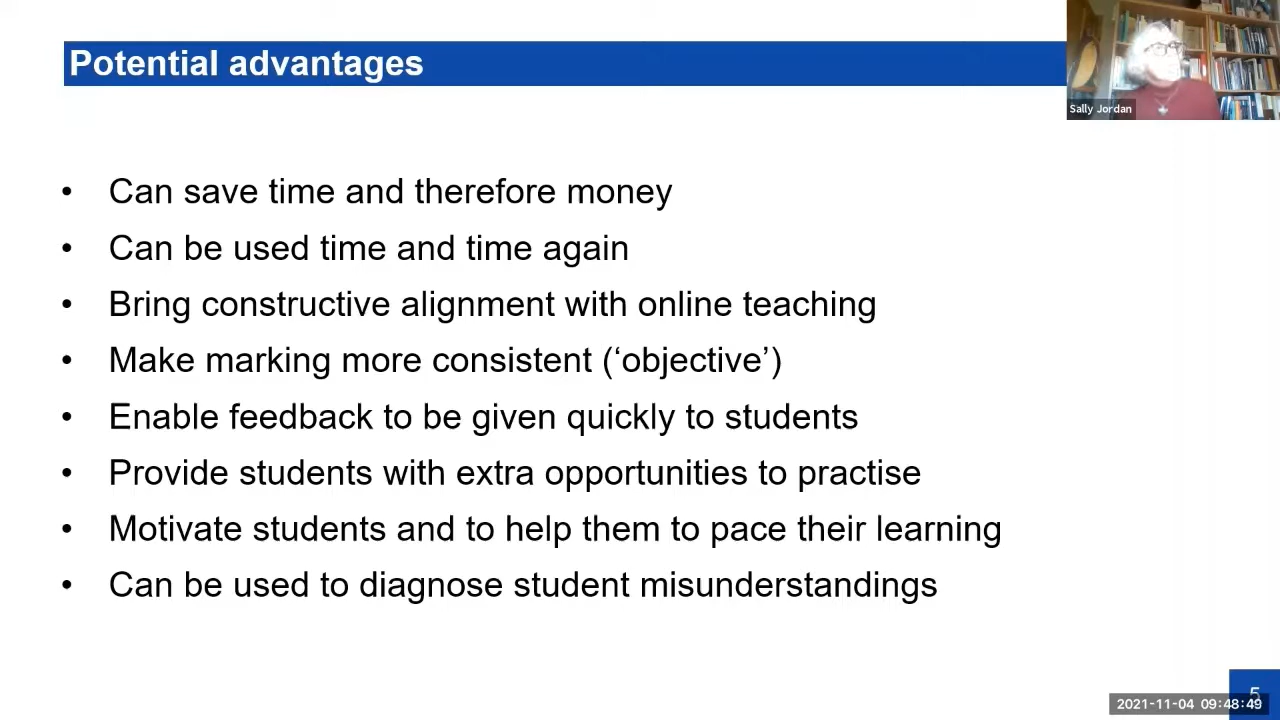 Potential advantages
Sally Jordan
• Can save time and therefore money
• Can be used time and time again
• Bring constructive alignment with online teaching
• Make marking more consistent (‘objective’)
• Enable feedback to be given quickly to students
• Provide students with extra opportunities to practise
• Motivate students and to help them to pace their learning
• Can be used to diagnose student misunderstandings
5
2021-11-04 09:48:49